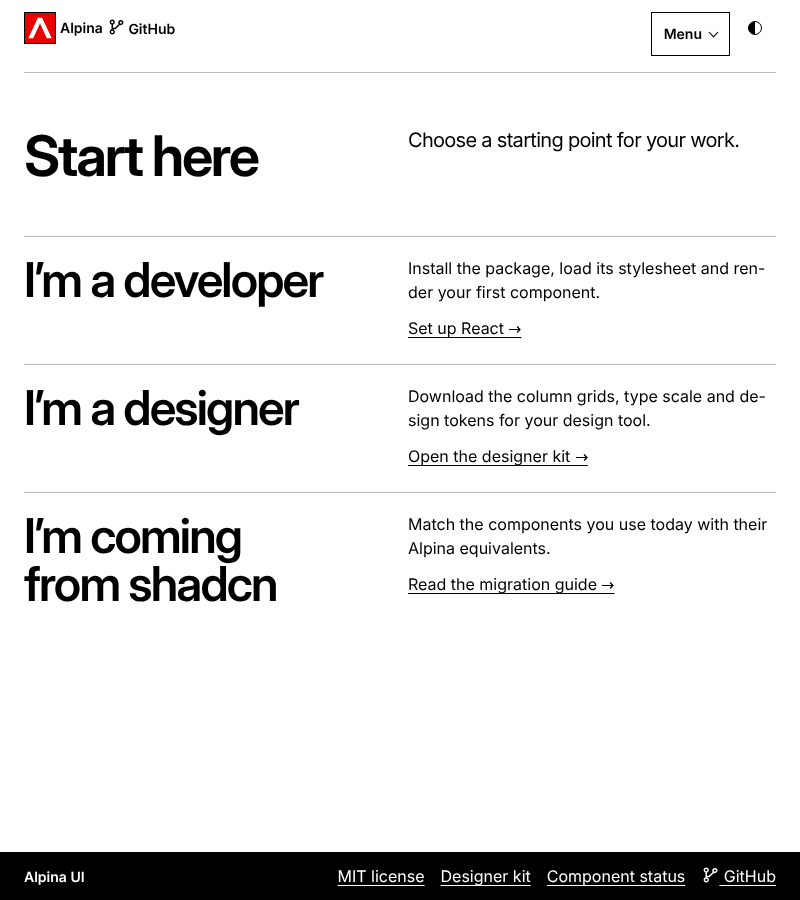 Alpina GitHub
Menu
Start here
Choose a starting point for your work.
I’m a developer
Install the package, load its stylesheet and ren-
der your first component.
Set up React →
I’m a designer
Download the column grids, type scale and de-
sign tokens for your design tool.
Open the designer kit →
I’m coming
from shadcn
Match the components you use today with their
Alpina equivalents.
Read the migration guide →
Alpina UI MIT license Designer kit Component status GitHub